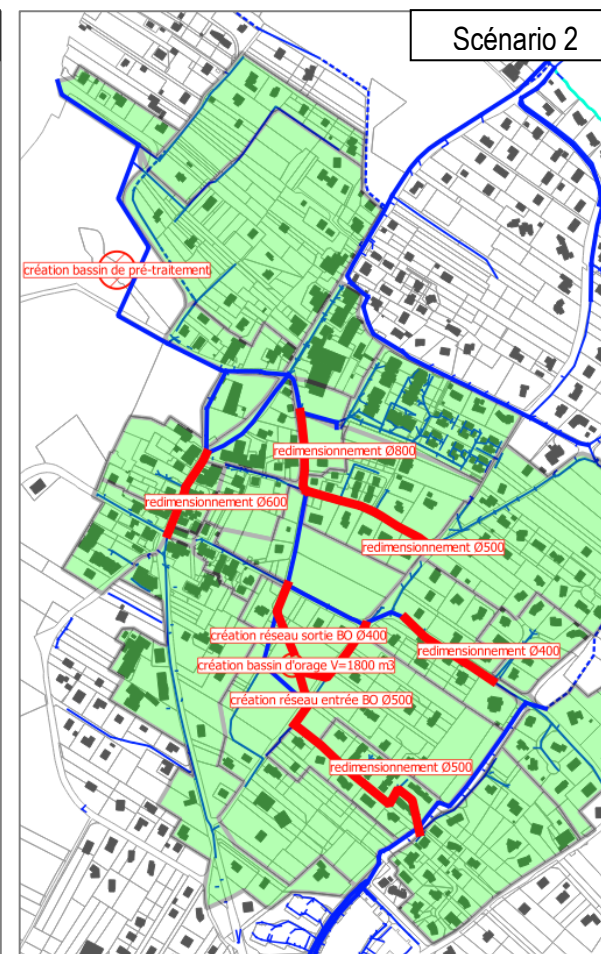 Scénario 2
création bassin de pré-traitement
redimensionnement Ø800
redimensionnement Ø600
redimensionnement Ø500
création réseau sortie BO Ø400
redimensionnement Ø400
création bassin d'orage V=1800 m3
création réseau entrée BO Ø500
redimensionnement Ø500